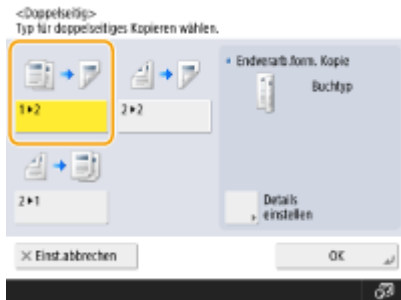 <Doppelseitig>
Typ für doppelseitiges Kopieren wählen.
1▸2
2▸2
2▸1
▪ Endverarb.form. Kopie
Buchtyp
Details
einstellen
× Einst.abbrechen
OK